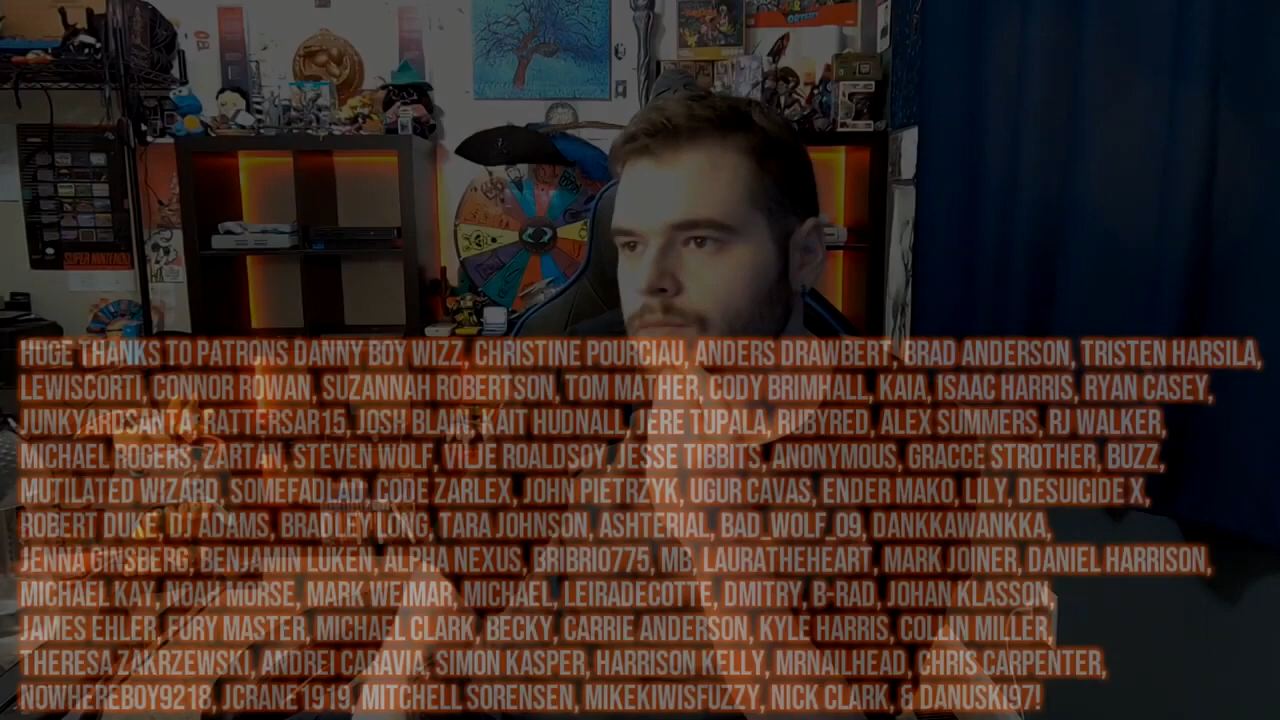 SUPER NINTENDO
HUGE THANKS TO PATRONS DANNY BOY WIZZ, CHRISTINE POURCIAU, ANDERS DRAWBERT, BRAD ANDERSON, TRISTEN HARSILA,
LEWISCORTI, CONNOR ROWAN, SUZANNAH ROBERTSON, TOM MATHER, CODY BRIMHALL, KAIA, ISAAC HARRIS, RYAN CASEY,
JUNKYARDSANTA, RATTERSAR15, JOSH BLAIN, KAIT HUDNALL, JERE TUPALA, RUBYRED, ALEX SUMMERS, RJ WALKER,
MICHAEL ROGERS, ZARTAN, STEVEN WOLF, VILJE ROALDSOY, JESSE TIBBITS, ANONYMOUS, GRACCE STROTHER, BUZZ,
MUTILATED WIZARD, SOMEFADLAD, CODE ZARLEX, JOHN PIETRZYK, UGUR CAVAS, ENDER MAKO, LILY, DESUICIDE X,
ROBERT DUKE, DJ ADAMS, BRADLEY LONG, TARA JOHNSON, ASHTERIAL, BAD_WOLF_09, DANKKAWANKKA,
JENNA GINSBERG, BENJAMIN LUKEN, ALPHA NEXUS, BRIBRI0775, MB, LAURATHEHEART, MARK JOINER, DANIEL HARRISON,
MICHAEL KAY, NOAH MORSE, MARK WEIMAR, MICHAEL, LEIRADECOTTE, DMITRY, B-RAD, JOHAN KLASSON,
JAMES EHLER, FURY MASTER, MICHAEL CLARK, BECKY, CARRIE ANDERSON, KYLE HARRIS, COLLIN MILLER,
THERESA ZAKRZEWSKI, ANDREI CARAVIA, SIMON KASPER, HARRISON KELLY, MRNAILHEAD, CHRIS CARPENTER,
NOWHEREBOY9218, JCRANE1919, MITCHELL SORENSEN, MIKEKIWISFUZZY, NICK CLARK, & DANUSKI97!